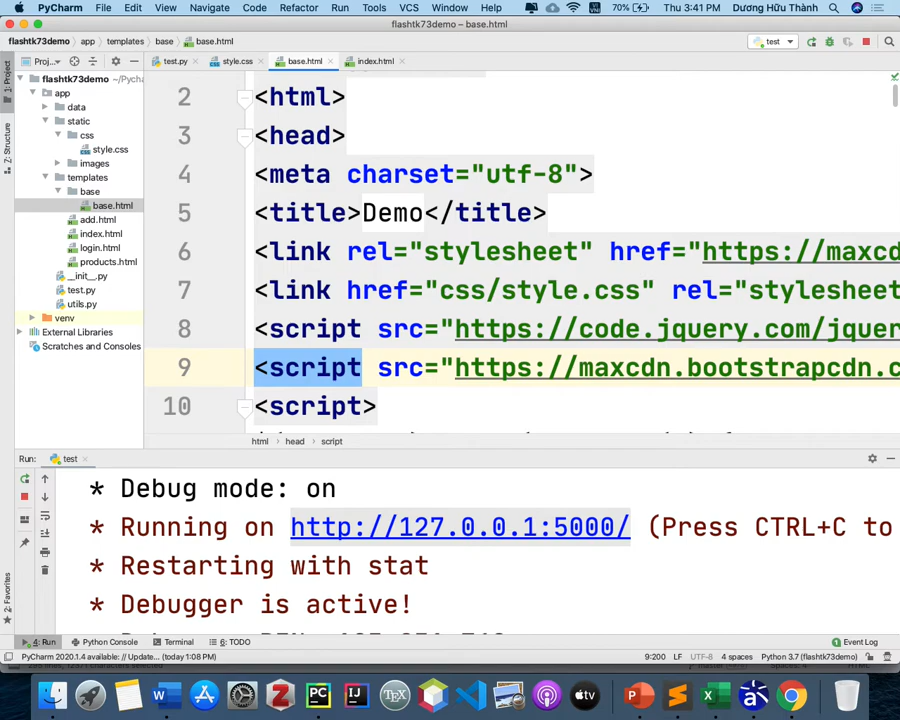 PyCharm File Edit View Navigate Code Refactor Run Tools VCS Window Help 70% Thu 3:41 PM Dương Hữu Thành
flashtk73demo – base.html
flashtk73demo app templates base base.html test
Proj... test.py style.css base.html index.html
1: Project
Z: Structure
2: Favorites
flashtk73demo ~/Pyc
app
data
static
css
style.css
images
templates
base
base.html
add.html
index.html
login.html
products.html
__init__.py
test.py
utils.py
venv
External Libraries
Scratches and Consoles
2 <html>
3 <head>
4 <meta charset="utf-8">
5 <title>Demo</title>
6 <link rel="stylesheet" href="https://maxcd
7 <link href="css/style.css" rel="stylesheet
8 <script src="https://code.jquery.com/jquer
9 <script src="https://maxcdn.bootstrapcdn.c
10 <script>
html head script
Run: test
* Debug mode: on
* Running on http://127.0.0.1:5000/ (Press CTRL+C to
* Restarting with stat
* Debugger is active!
4: Run Python Console Terminal 6: TODO 1 Event Log
PyCharm 2020.1.4 available: // Update... (today 1:08 PM) 9:200 LF UTF-8 4 spaces Python 3.7 (flashtk73demo)